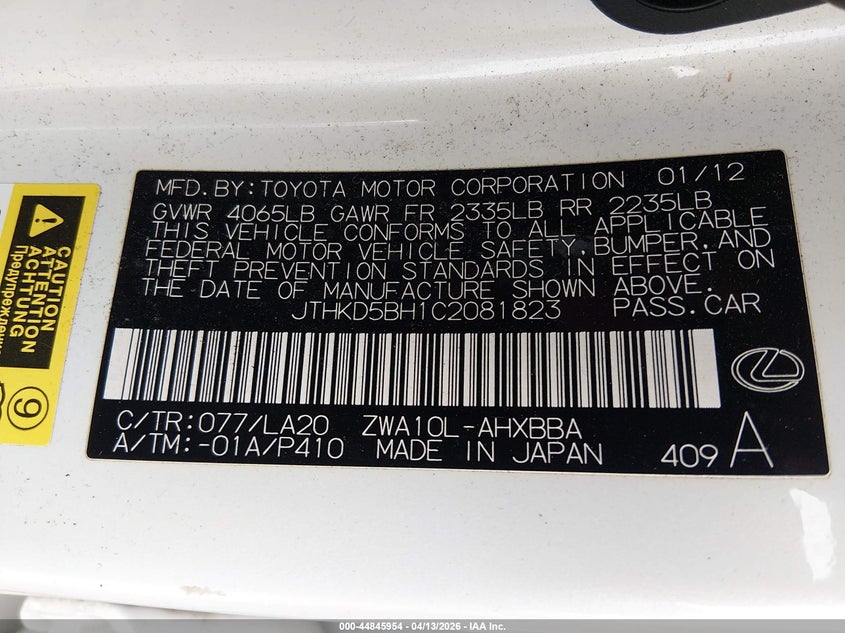 MFD.BY:TOYOTA MOTOR CORPORATION 01/12
GVWR 4065LB GAWR FR 2335LB RR 2235LB
THIS VEHICLE CONFORMS TO ALL APPLICABLE
FEDERAL MOTOR VEHICLE SAFETY, BUMPER, AND
THEFT PREVENTION STANDARDS IN EFFECT ON
THE DATE OF MANUFACTURE SHOWN ABOVE.
JTHKD5BH1C2081823 PASS.CAR
C/TR:077/LA20 ZWA10L-AHXBBA
A/TM:-01A/P410 MADE IN JAPAN 409 A
CAUTION
ATTENTION
ACHTUNG
9
000-44845954 | 04/13/2026 - IAA Inc.